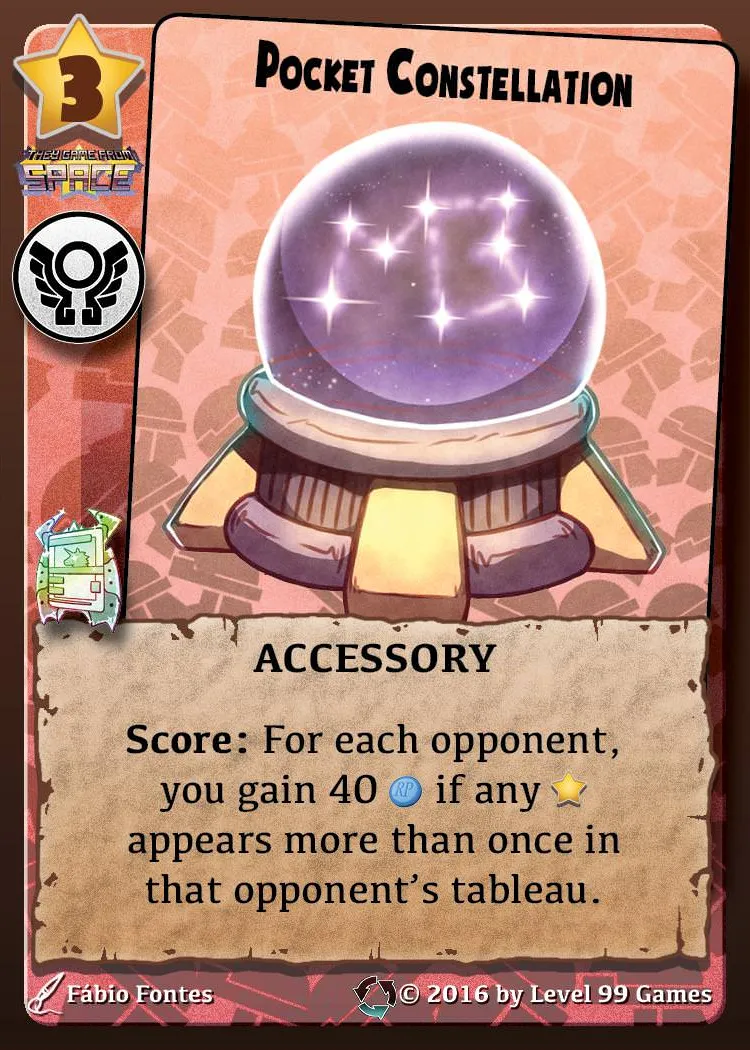 3
POCKET CONSTELLATION
THEY CAME FROM
SPACE
ACCESSORY
Score: For each opponent,
you gain 40 RP if any
appears more than once in
that opponent's tableau.
Fábio Fontes
© 2016 by Level 99 Games